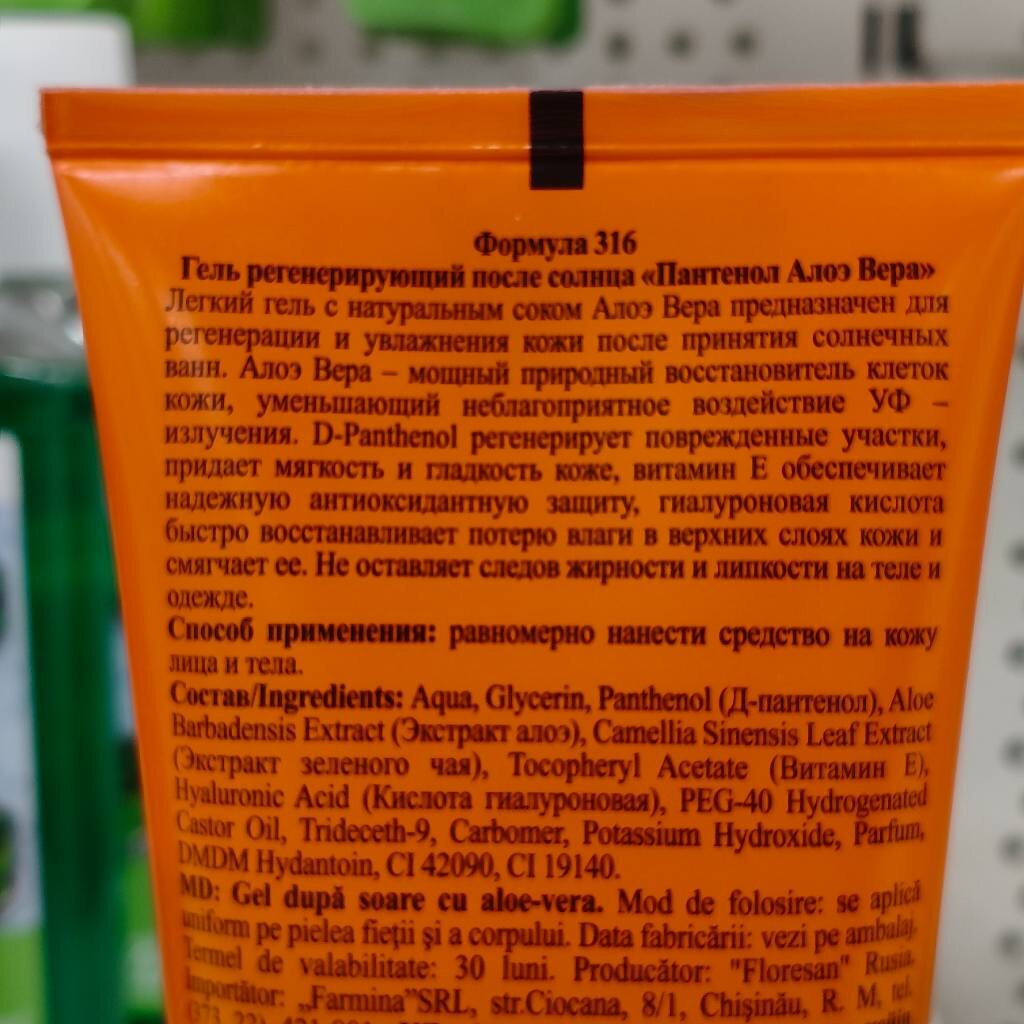 Формула 316
Гель регенерирующий после солнца «Пантенол Алоэ Вера»
Легкий гель с натуральным соком Алоэ Вера предназначен для
регенерации и увлажнения кожи после принятия солнечных
ванн. Алоэ Вера – мощный природный восстановитель клеток
кожи, уменьшающий неблагоприятное воздействие УФ –
излучения. D-Panthenol регенерирует поврежденные участки,
придает мягкость и гладкость коже, витамин Е обеспечивает
надежную антиоксидантную защиту, гиалуроновая кислота
быстро восстанавливает потерю влаги в верхних слоях кожи и
смягчает ее. Не оставляет следов жирности и липкости на теле и
одежде.
Способ применения: равномерно нанести средство на кожу
лица и тела.
Состав/Ingredients: Aqua, Glycerin, Panthenol (Д-пантенол), Aloe
Barbadensis Extract (Экстракт алоэ), Camellia Sinensis Leaf Extract
(Экстракт зеленого чая), Tocopheryl Acetate (Витамин Е),
Hyaluronic Acid (Кислота гиалуроновая), PEG-40 Hydrogenated
Castor Oil, Trideceth-9, Carbomer, Potassium Hydroxide, Parfum,
DMDM Hydantoin, CI 42090, CI 19140.
MD: Gel după soare cu aloe-vera. Mod de folosire: se aplică
uniform pe pielea fieții și a corpului. Data fabricării: vezi pe ambalaj.
Termel de valabilitate: 30 luni. Producător: "Floresan" Rusia.
Importător: „Farmina”SRL, str.Ciocana, 8/1, Chișinău, R. M, tel.